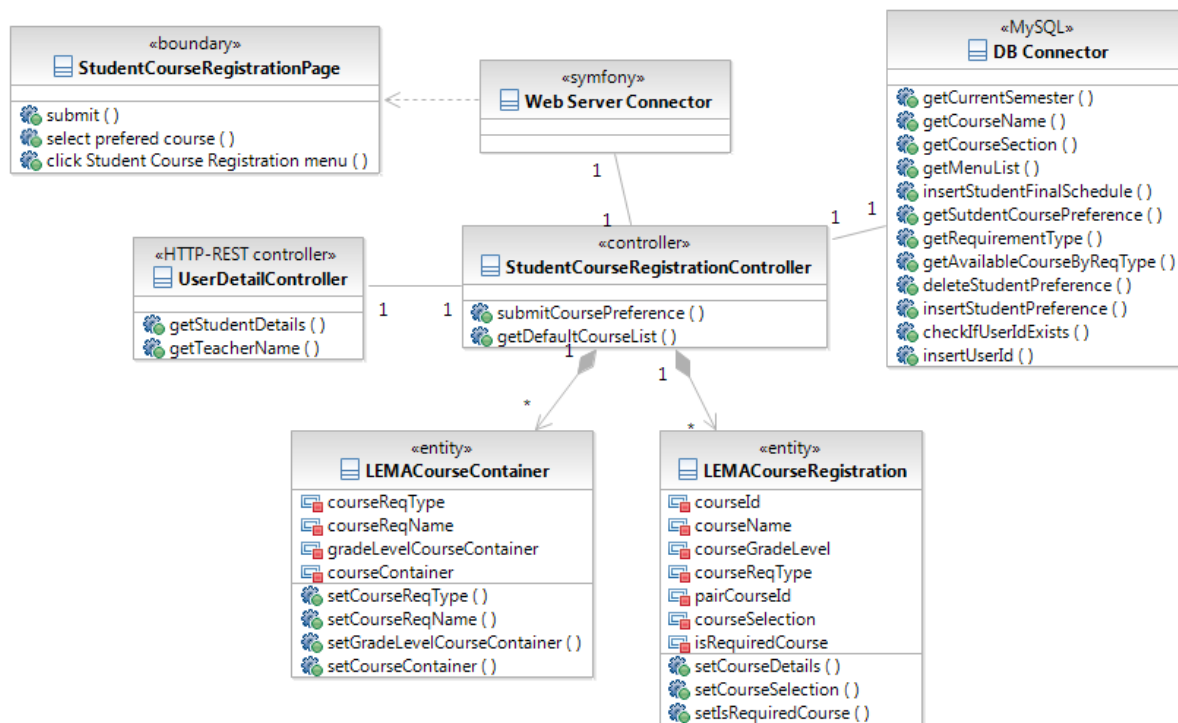 «boundary»
StudentCourseRegistrationPage
submit ( )
select prefered course ( )
click Student Course Registration menu ( )
«symfony»
Web Server Connector
1
1
«MySQL»
DB Connector
getCurrentSemester ( )
getCourseName ( )
getCourseSection ( )
getMenuList ( )
insertStudentFinalSchedule ( )
getSutdentCoursePreference ( )
getRequirementType ( )
getAvailableCourseByReqType ( )
deleteStudentPreference ( )
insertStudentPreference ( )
checkIfUserIdExists ( )
insertUserId ( )
1
1
«HTTP-REST controller»
UserDetailController
getStudentDetails ( )
getTeacherName ( )
1
1
«controller»
StudentCourseRegistrationController
submitCoursePreference ( )
getDefaultCourseList ( )
1
1
*
*
«entity»
LEMACourseContainer
courseReqType
courseReqName
gradeLevelCourseContainer
courseContainer
setCourseReqType ( )
setCourseReqName ( )
setGradeLevelCourseContainer ( )
setCourseContainer ( )
«entity»
LEMACourseRegistration
courseId
courseName
courseGradeLevel
courseReqType
pairCourseId
courseSelection
isRequiredCourse
setCourseDetails ( )
setCourseSelection ( )
setIsRequiredCourse ( )